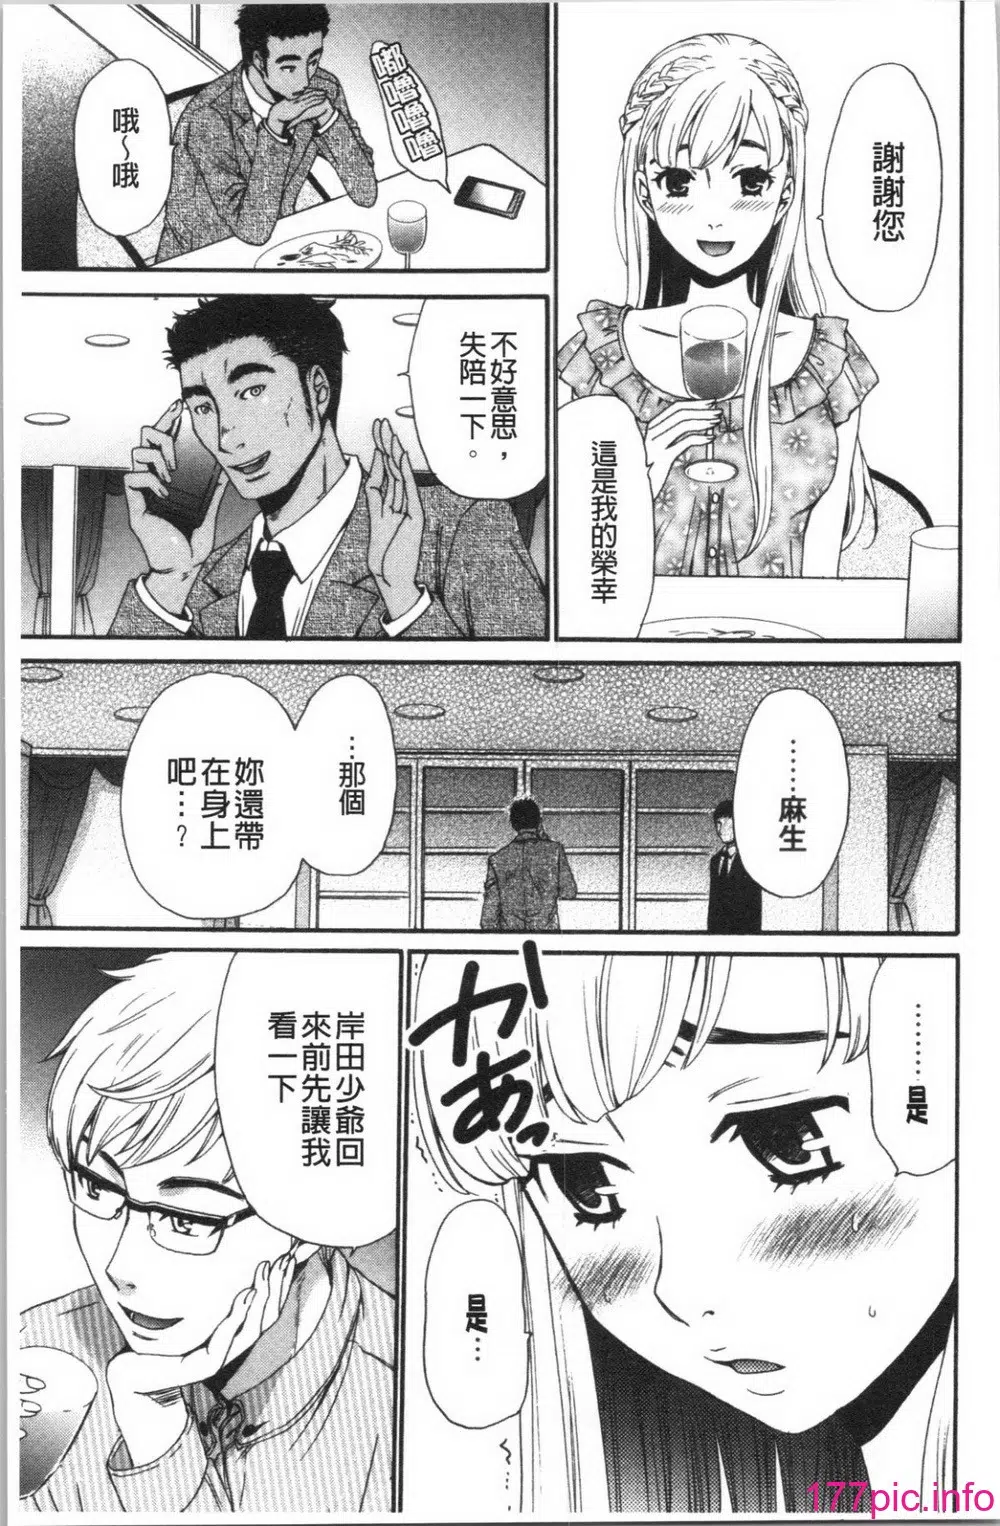 謝謝您
這是我的榮幸
嘟嚕嚕嚕
哦~哦
不好意思,
失陪一下。
………麻生
…那個
妳還帶
在身上
吧…?
………是
カあぁっ
是…
岸田少爺回
來前先讓我
看一下
177pic.info